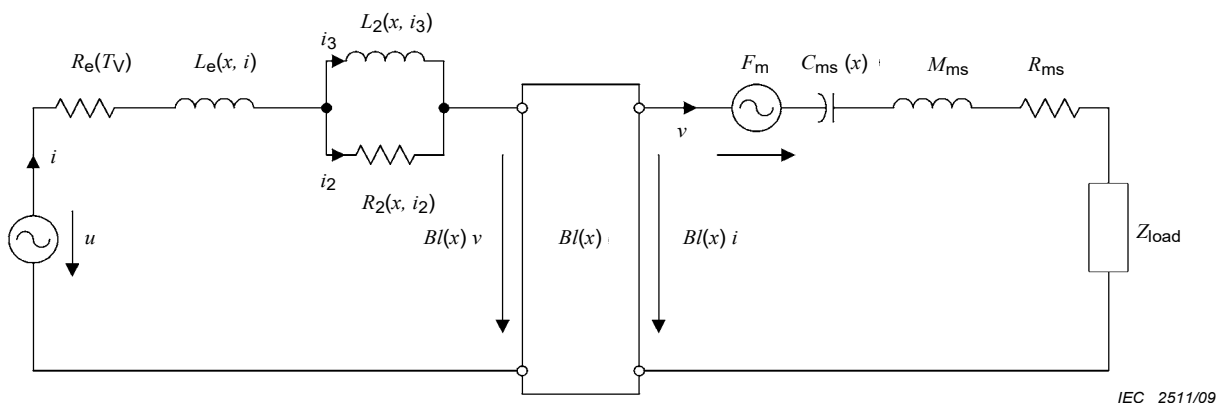 L2(x, i3)
i3
Re(TV)
Le(x, i)
Fm
Cms (x)
Mms
Rms
v
i
i2
R2(x, i2)
u
Bl(x) v
Bl(x)
Bl(x) i
Zload
IEC 2511/09